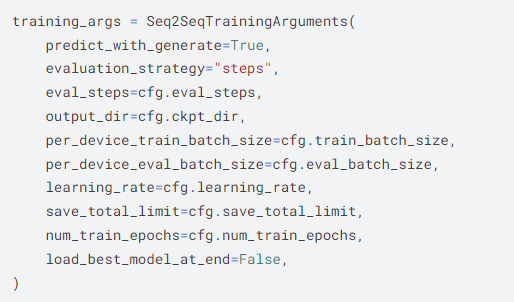 training_args = Seq2SeqTrainingArguments(
    predict_with_generate=True,
    evaluation_strategy="steps",
    eval_steps=cfg.eval_steps,
    output_dir=cfg.ckpt_dir,
    per_device_train_batch_size=cfg.train_batch_size,
    per_device_eval_batch_size=cfg.eval_batch_size,
    learning_rate=cfg.learning_rate,
    save_total_limit=cfg.save_total_limit,
    num_train_epochs=cfg.num_train_epochs,
    load_best_model_at_end=False,
)